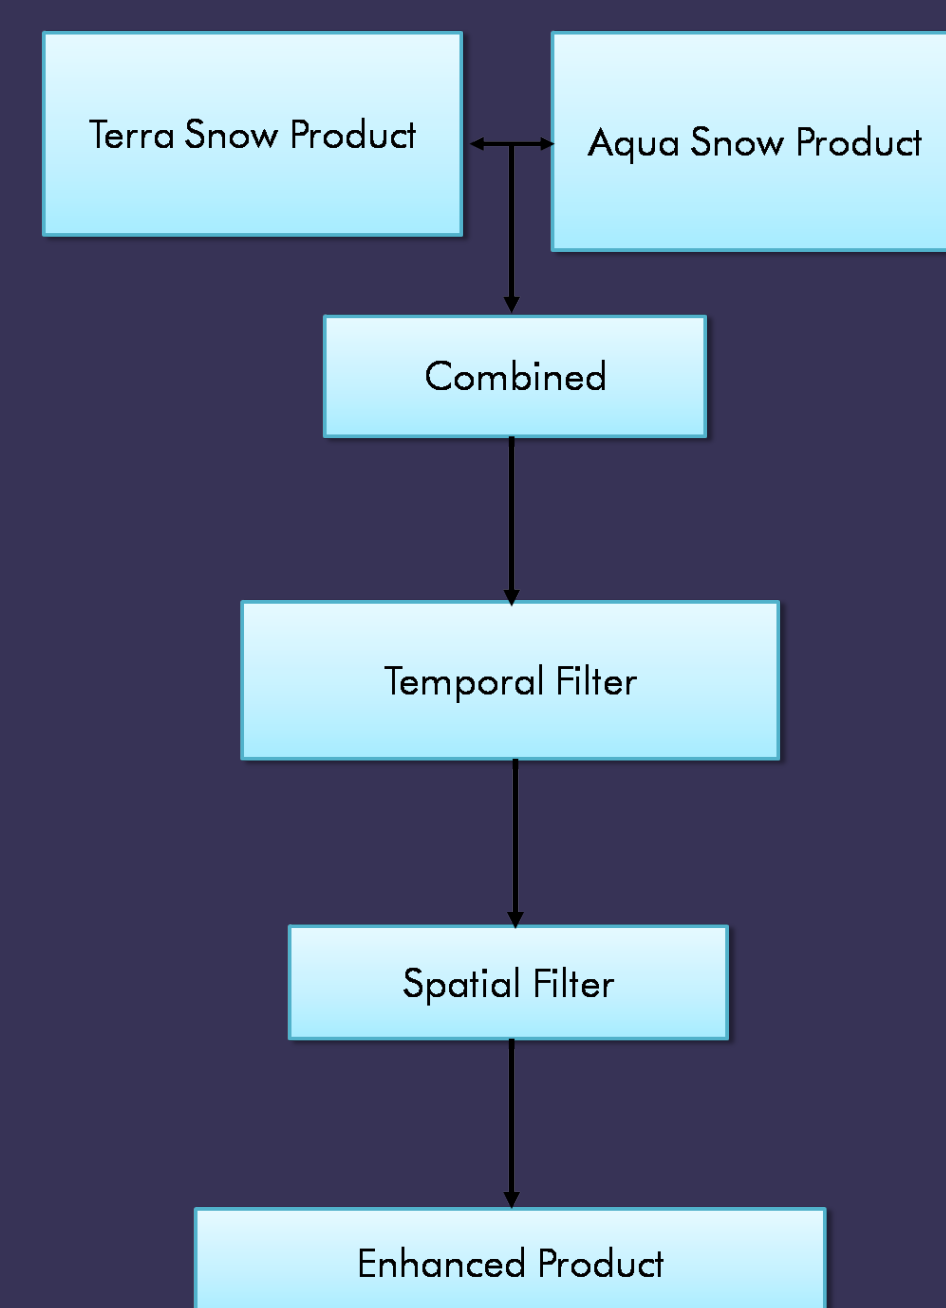 Terra Snow Product
Aqua Snow Product
Combined
Temporal Filter
Spatial Filter
Enhanced Product